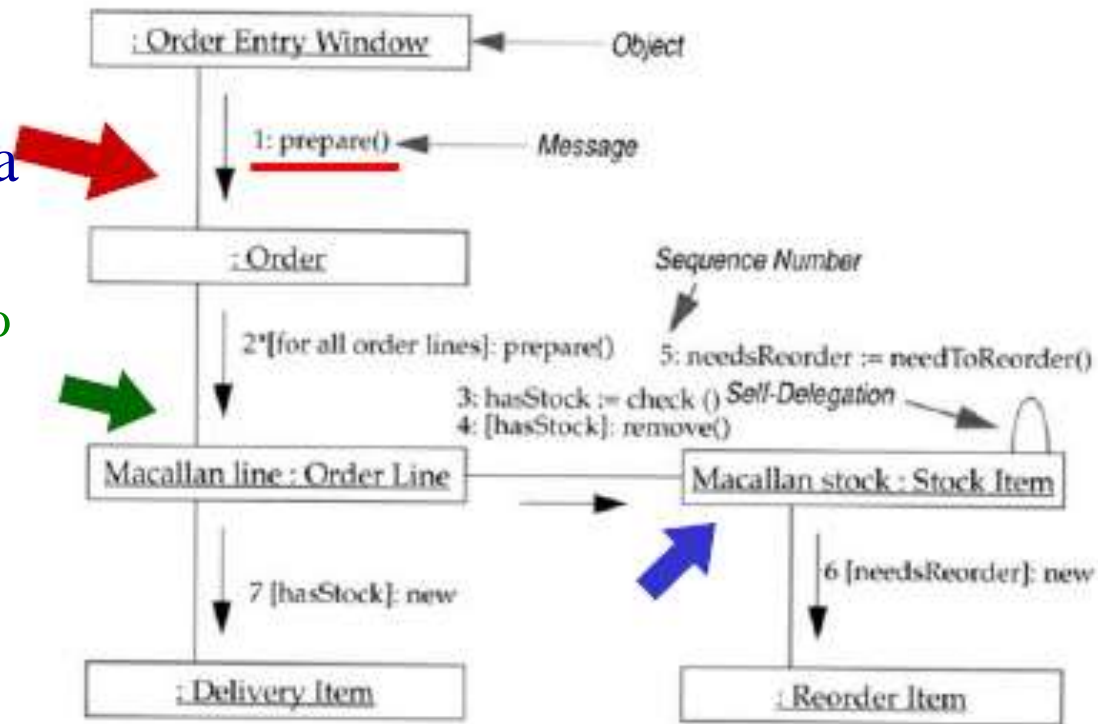 : Order Entry Window
Object
1: prepare()
Message
a
: Order
Sequence Number
o
2*[for all order lines]: prepare()
5: needsReorder := needToReorder()
3: hasStock := check () Self-Delegation
4: [hasStock]: remove()
Macallan line : Order Line
Macallan stock : Stock Item
7 [hasStock]: new
6 [needsReorder]: new
: Delivery Item
: Reorder Item